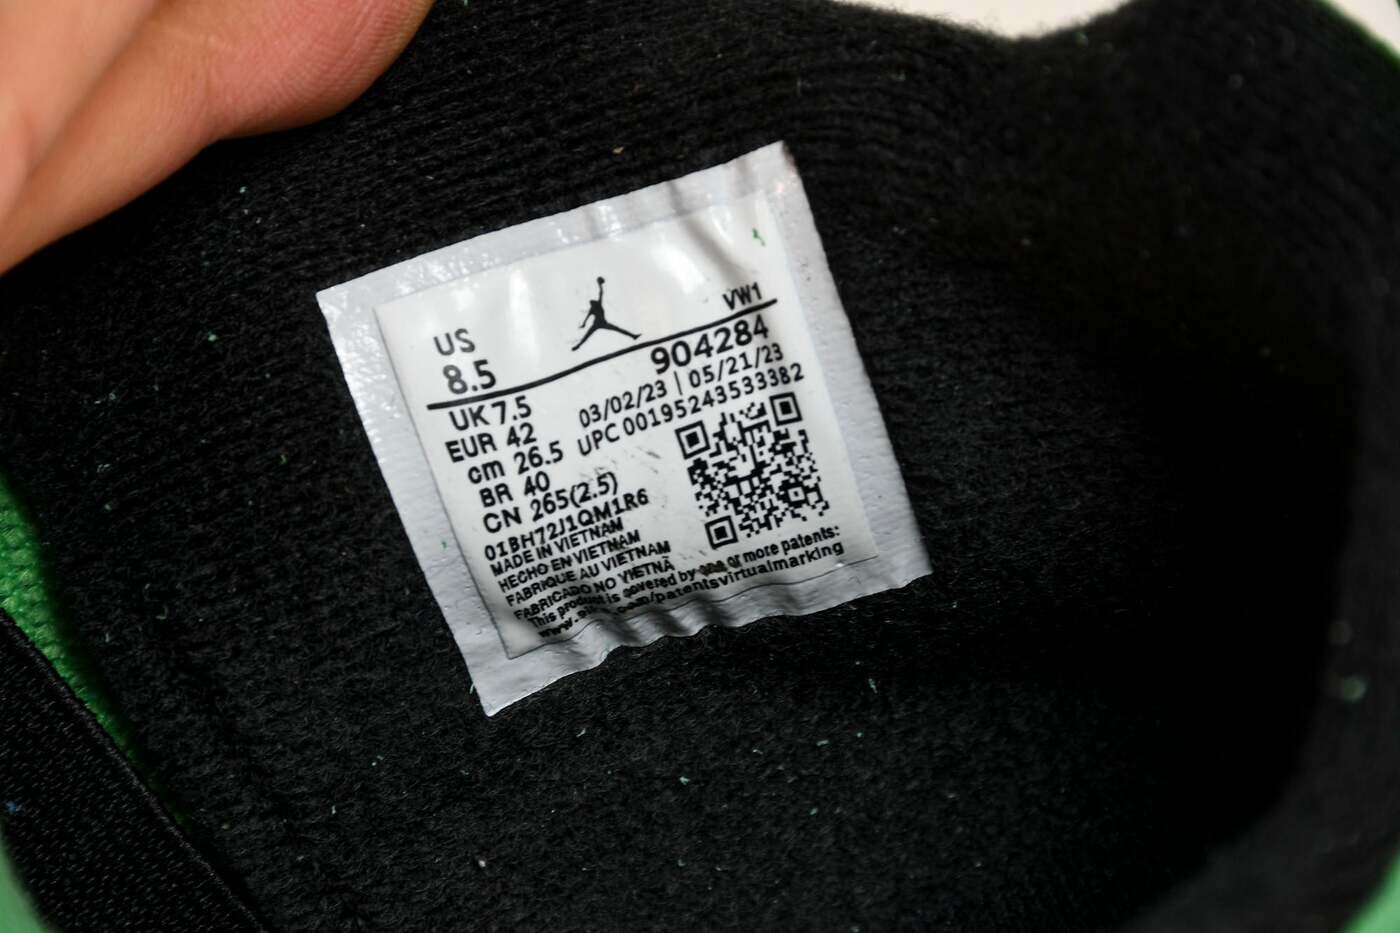 US
8.5
VW1
904284
UK 7.5
03/02/23 | 05/21/23
EUR 42
UPC 00195243533382
cm 26.5
BR 40
CN 265(2.5)
01BH72J1QM1R6
MADE IN VIETNAM
HECHO EN VIETNAM
FABRIQUE AU VIETNAM
FABRICADO NO VIETNÃ
This product is covered by one or more patents:
.com/patentsvirtualmarking